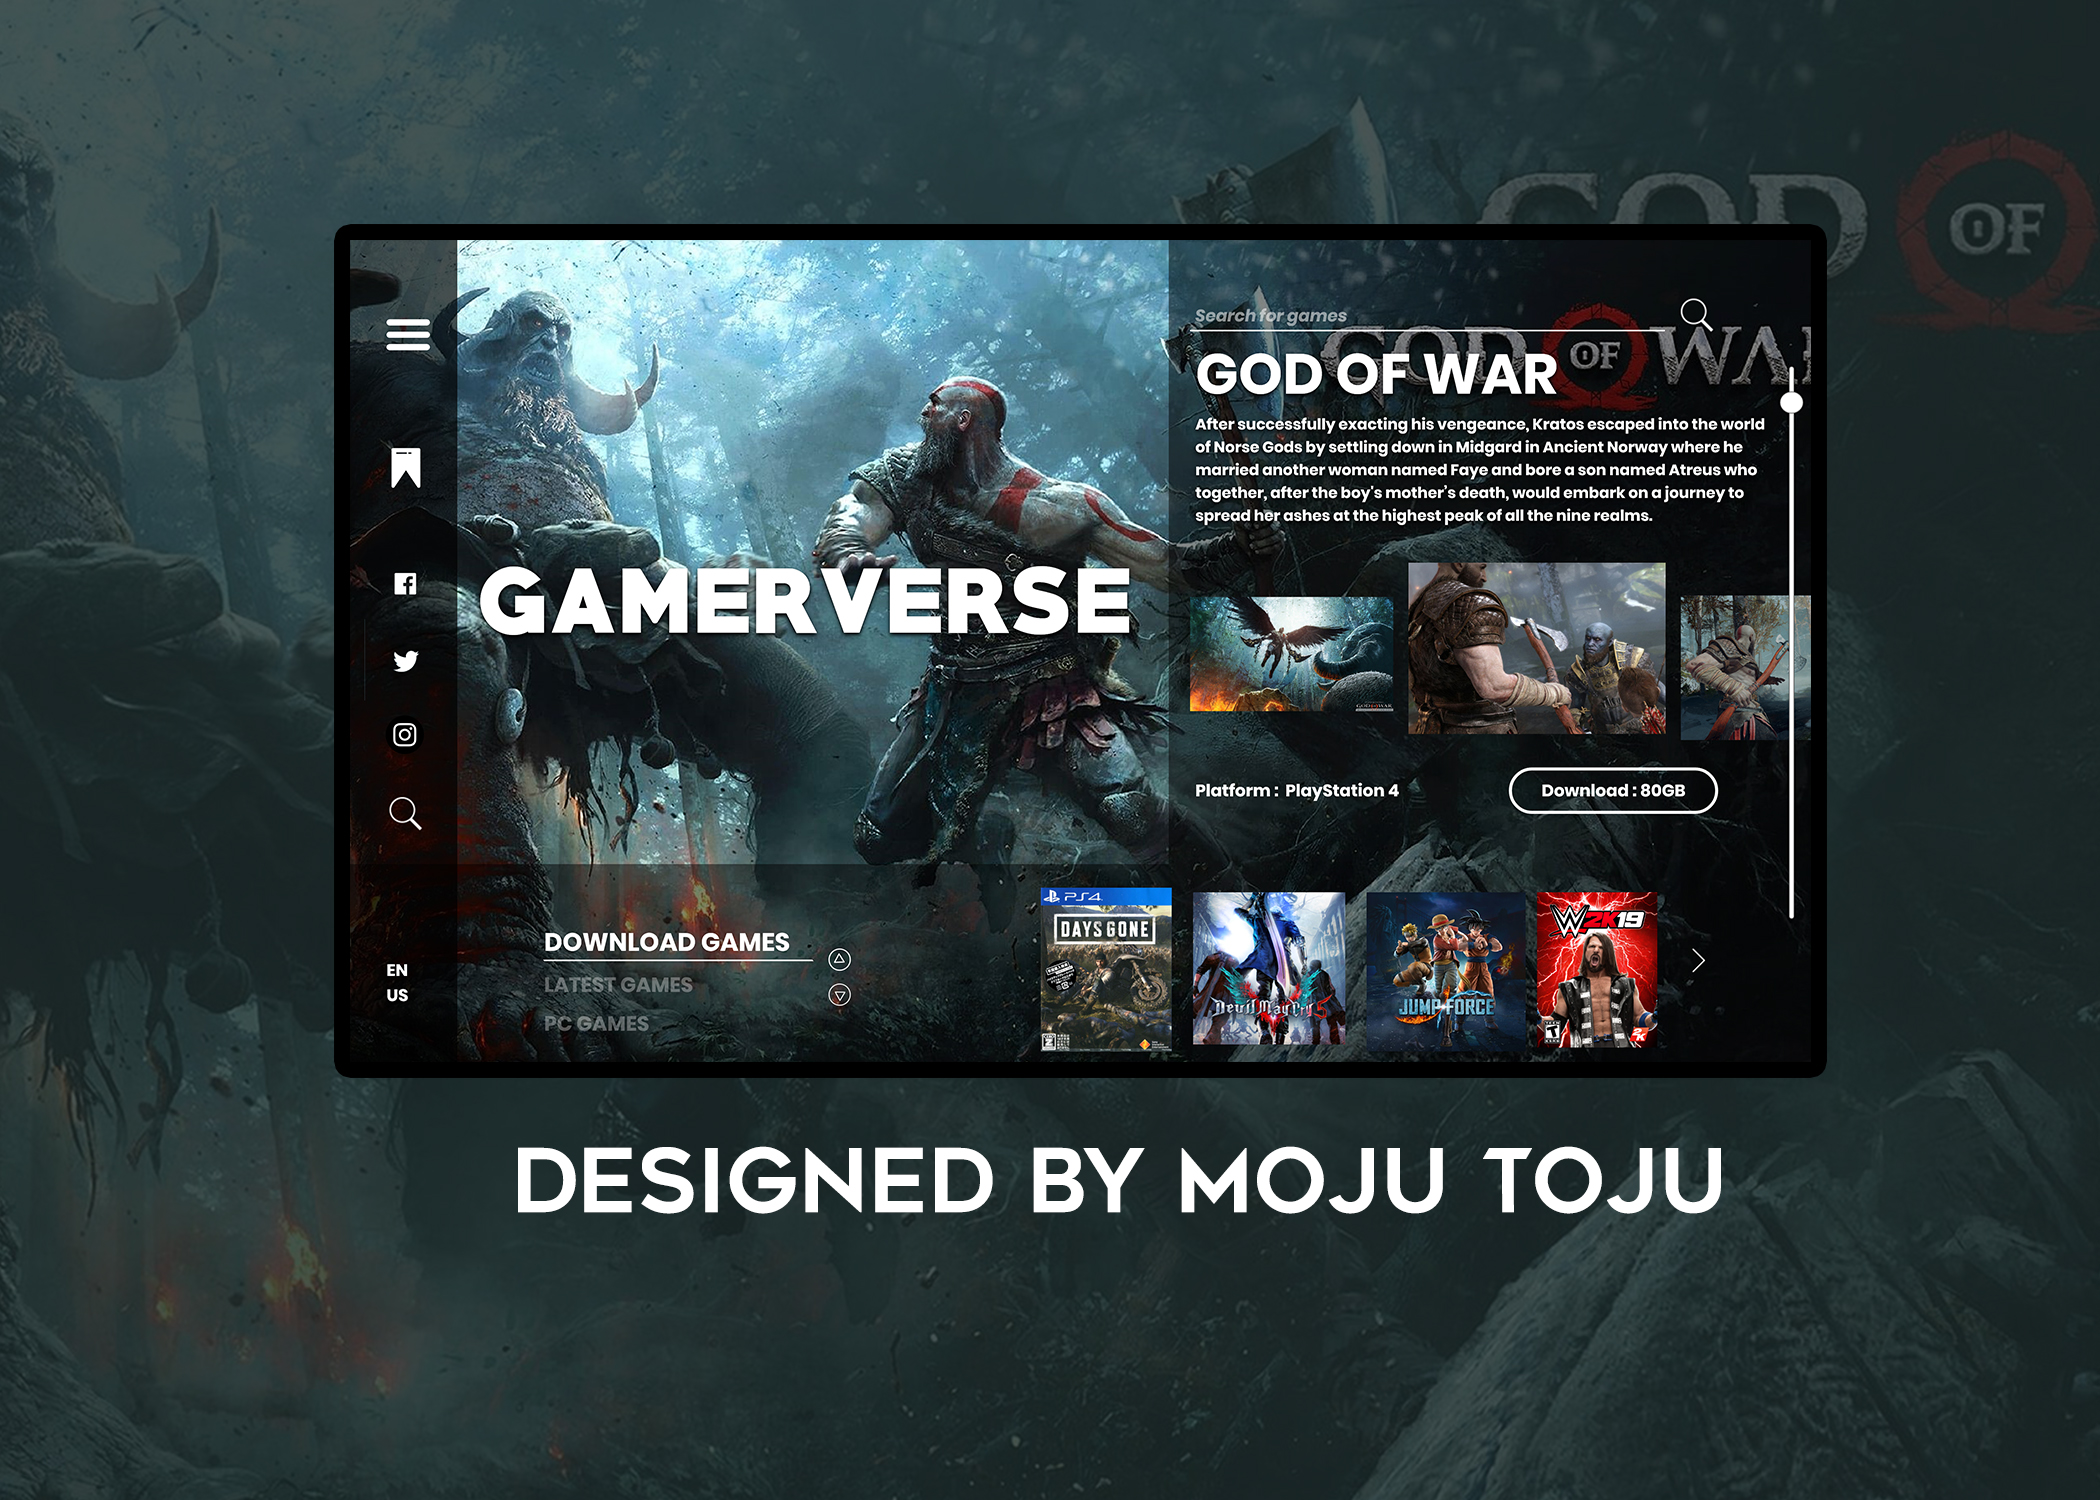 GOD OF
Search for games
GOD OF WAR
GOD OF WAR
After successfully exacting his vengeance, Kratos escaped into the world
of Norse Gods by settling down in Midgard in Ancient Norway where he
married another woman named Faye and bore a son named Atreus who
together, after the boy's mother's death, would embark on a journey to
spread her ashes at the highest peak of all the nine realms.
GAMERVERSE
GOD OF WAR
Platform : PlayStation 4
Download : 80GB
DOWNLOAD GAMES
LATEST GAMES
PC GAMES
EN
US
PS4
DAYS GONE
Devil May Cry 5
JUMP FORCE
W2K19
T
2K
DESIGNED BY MOJU TOJU